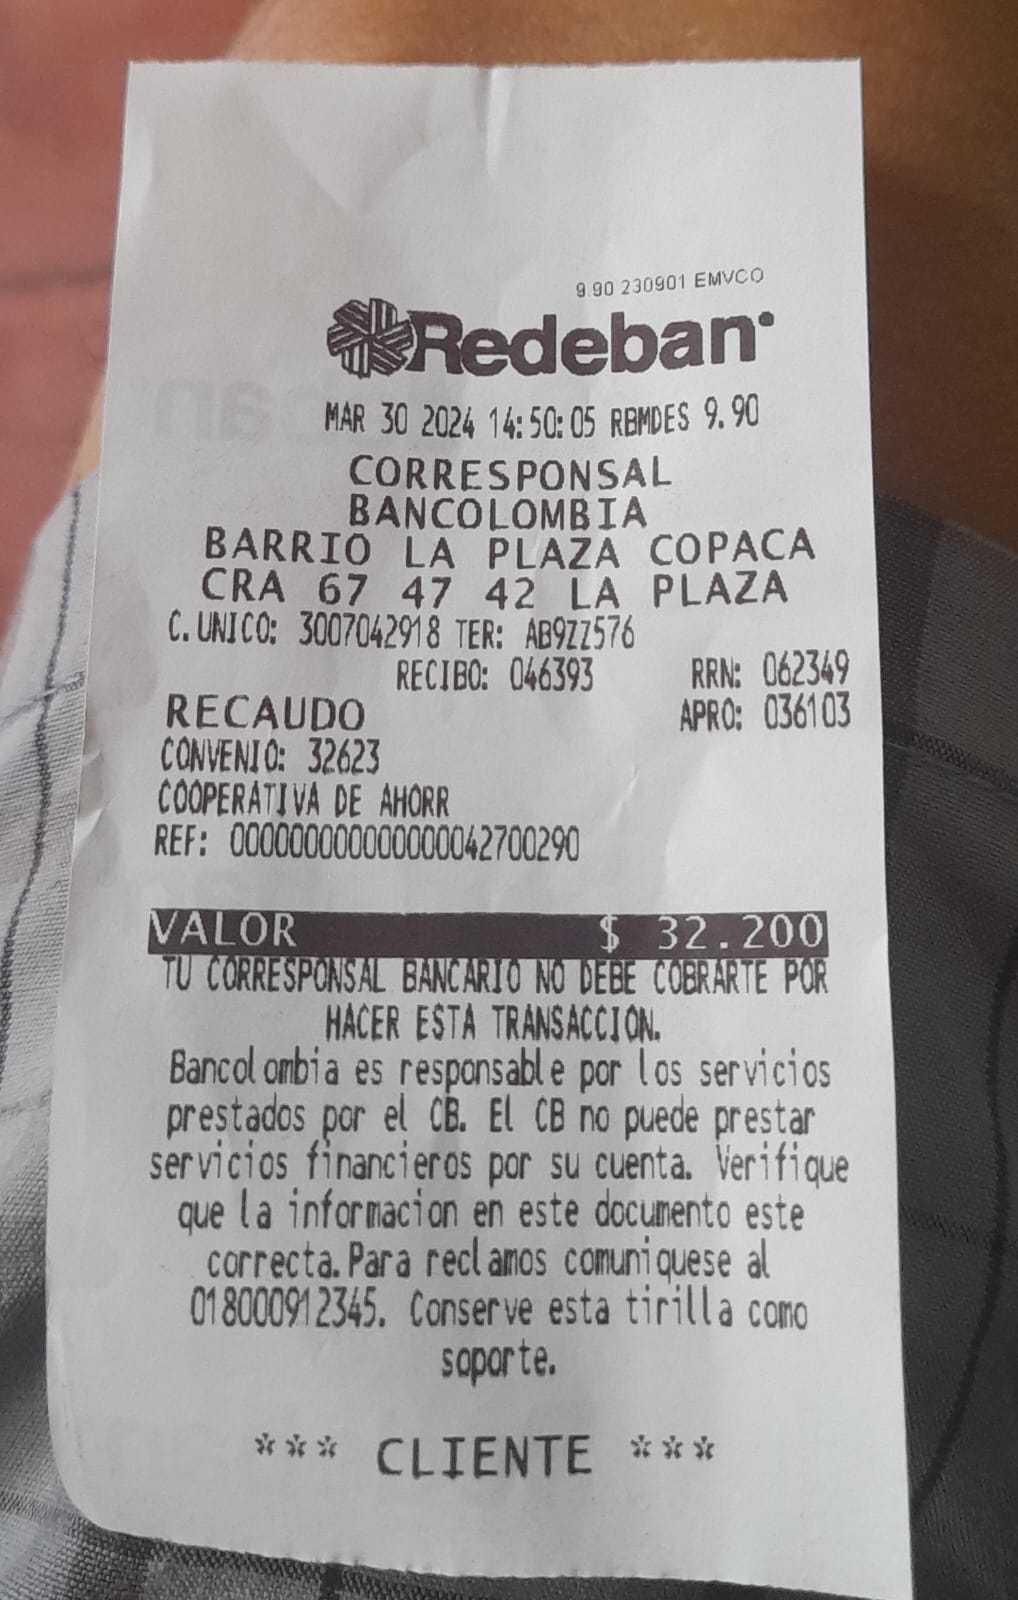 9.90 230901 EMVCO
Redeban
MAR 30 2024 14:50:05 RBMDES 9.90
CORRESPONSAL
BANCOLOMBIA
BARRIO LA PLAZA COPACA
CRA 67 47 42 LA PLAZA
C.UNICO: 3007042918 TER: AB9ZZ576
RECIBO: 046393 RRN: 062349
RECAUDO APRO: 036103
CONVENIO: 32623
COOPERATIVA DE AHORR
REF: 000000000000000042700290
VALOR $ 32.200
TU CORRESPONSAL BANCARIO NO DEBE COBRARTE POR
HACER ESTA TRANSACCION.
Bancolombia es responsable por los servicios
prestados por el CB. El CB no puede prestar
servicios financieros por su cuenta. Verifique
que la informacion en este documento este
correcta. Para reclamos comuniquese al
018000912345. Conserve esta tirilla como
soporte.
*** CLIENTE ***